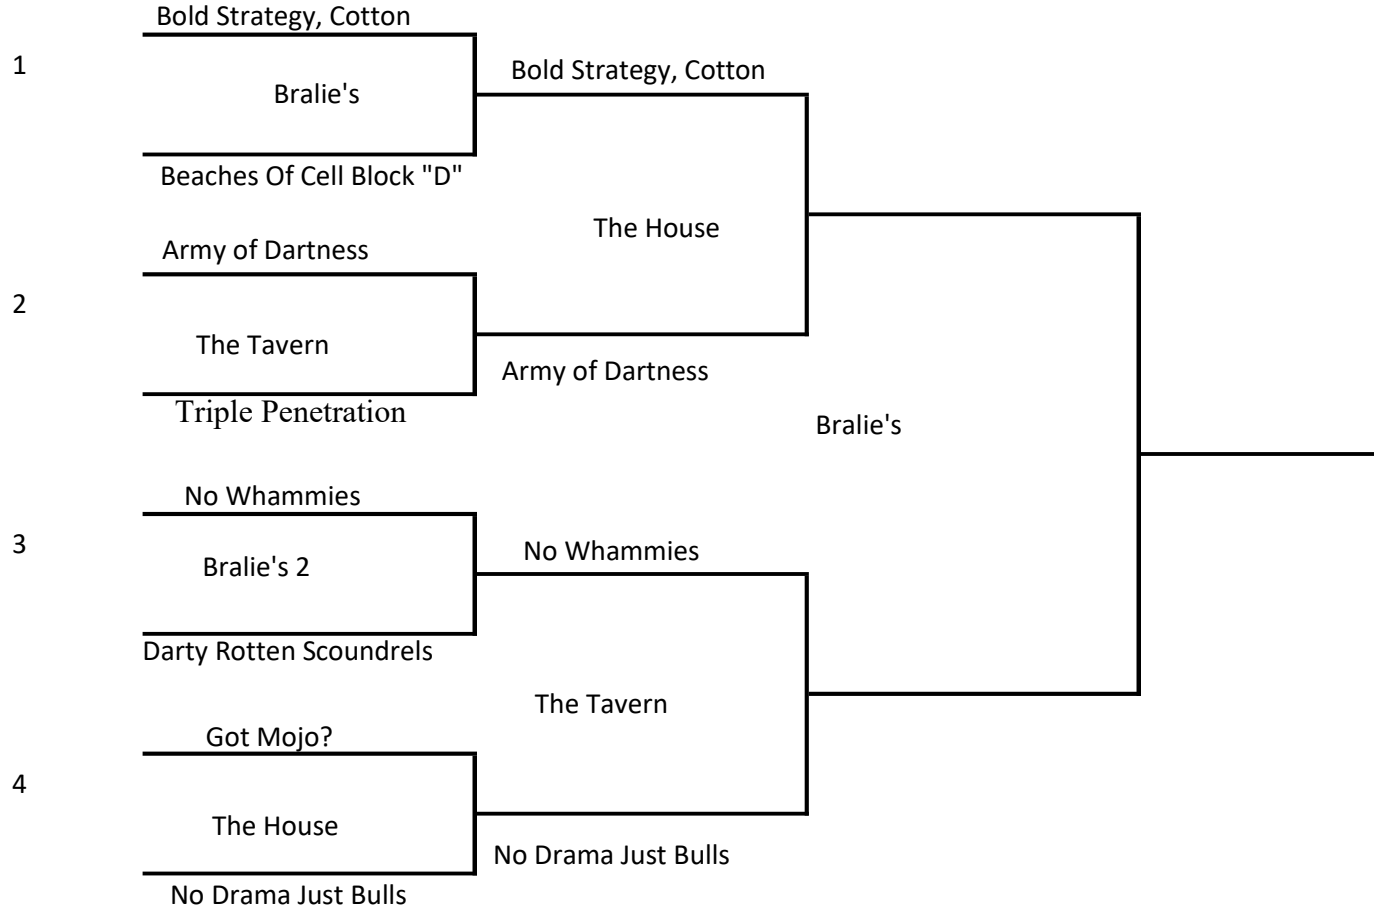 Bold Strategy, Cotton
1
Bralie's
Beaches Of Cell Block "D"
Army of Dartness
2
The Tavern
Triple Penetration
No Whammies
3
Bralie's 2
Darty Rotten Scoundrels
Got Mojo?
4
The House
No Drama Just Bulls
Bold Strategy, Cotton
The House
Army of Dartness
No Whammies
The Tavern
No Drama Just Bulls
Bralie's